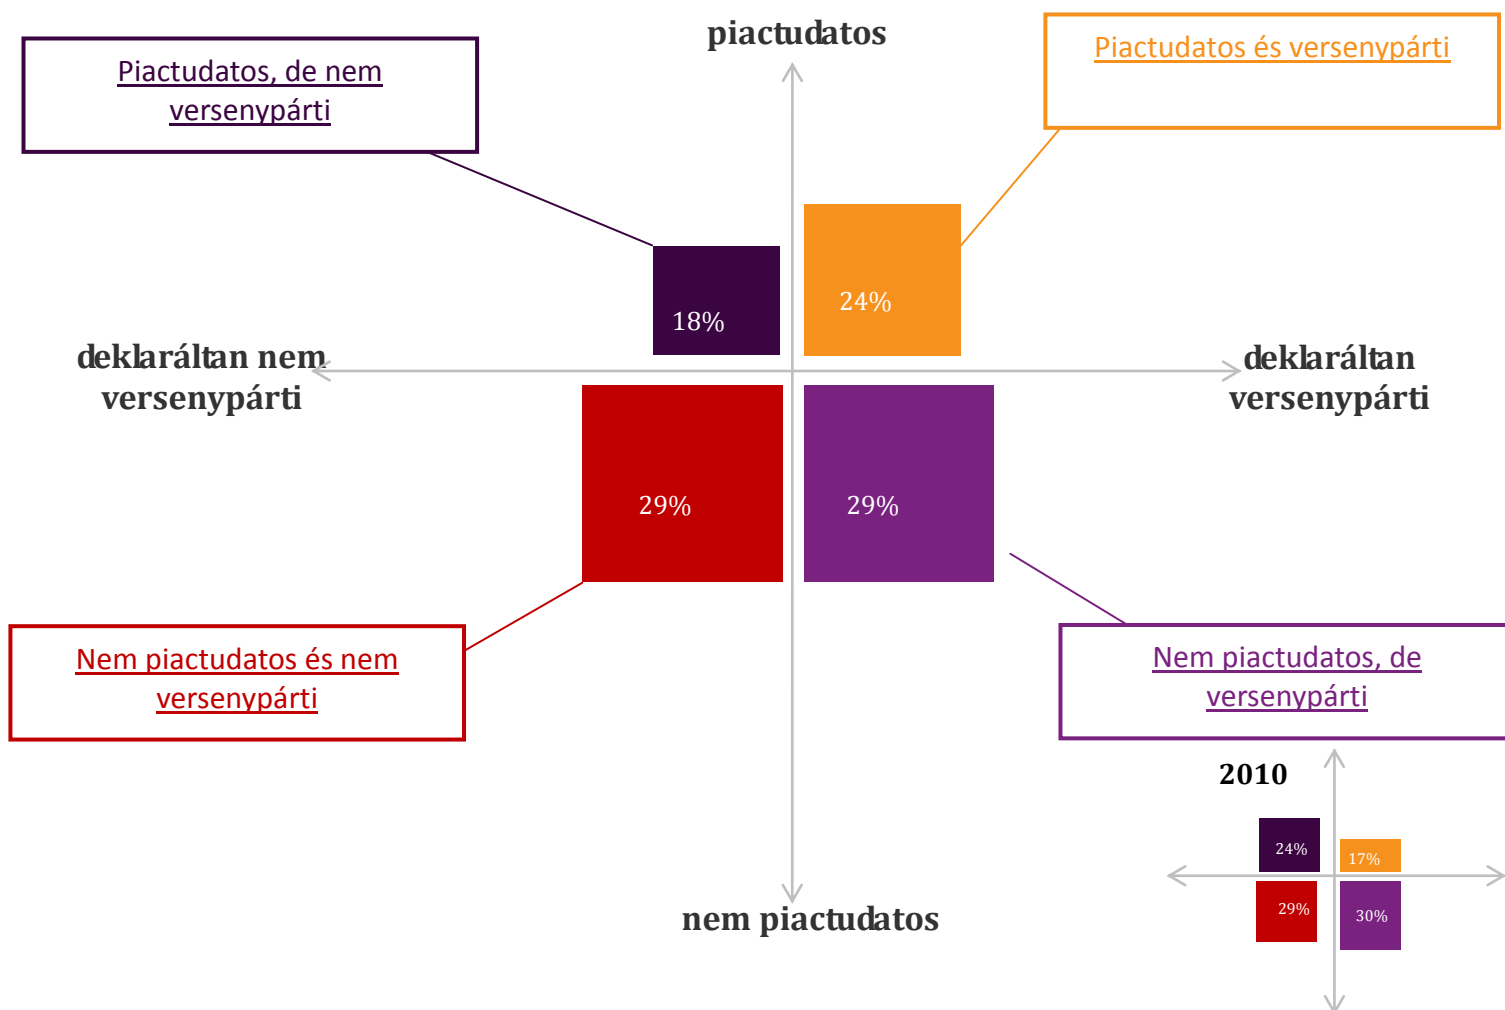 piactudatos
Piactudatos, de nem
versenypárti
Piactudatos és versenypárti
18%
24%
deklaráltan nem
versenypárti
deklaráltan
versenypárti
29%
29%
Nem piactudatos és nem
versenypárti
Nem piactudatos, de
versenypárti
nem piactudatos
2010
24%
17%
29%
30%